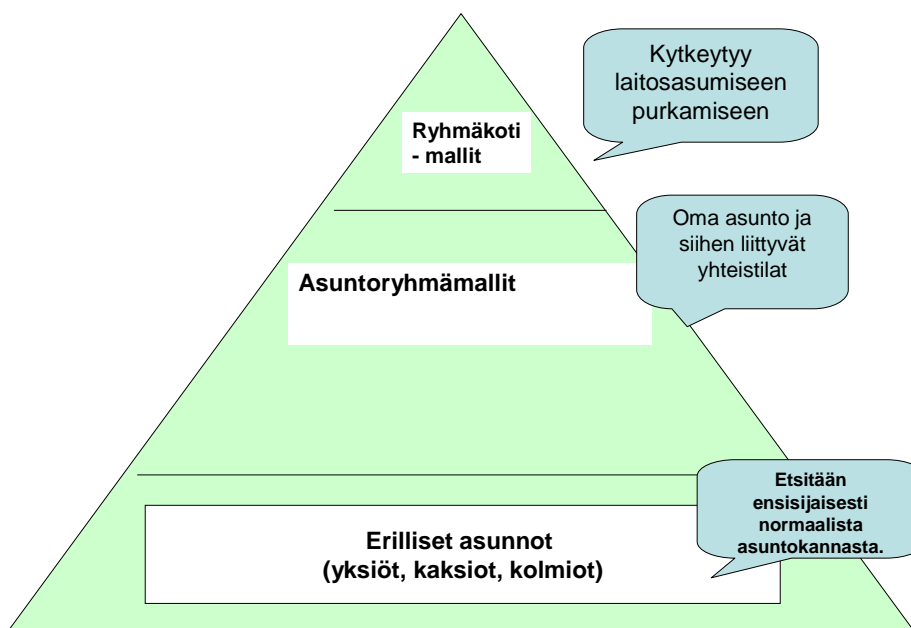 Kytkeytyy
laitosasumiseen
purkamiseen
Ryhmäkoti
- mallit
Oma asunto ja
siihen liittyvät
yhteistilat
Asuntoryhmämallit
Etsitään
ensisijaisesti
normaalista
asuntokannasta.
Erilliset asunnot
(yksiöt, kaksiot, kolmiot)